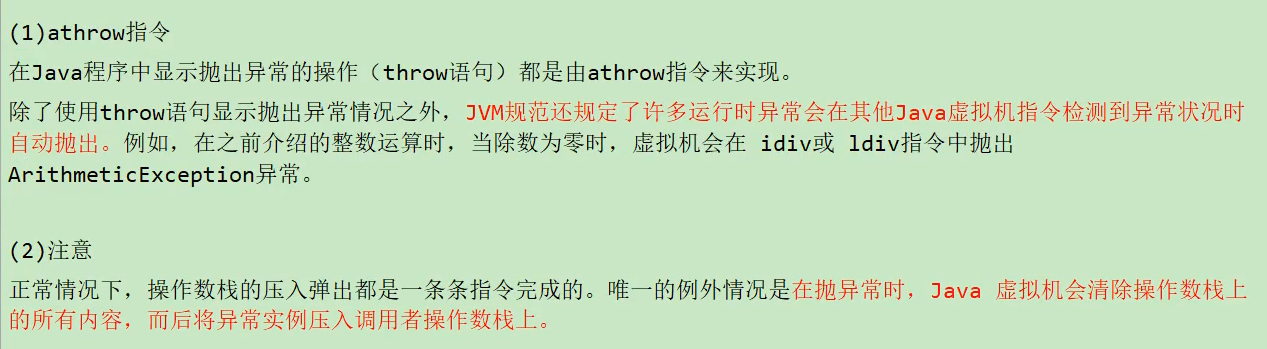 (1)athrow指令
在Java程序中显示抛出异常的操作（throw语句）都是由athrow指令来实现。
除了使用throw语句显示抛出异常情况之外，JVM规范还规定了许多运行时异常会在其他Java虚拟机指令检测到异常状况时
自动抛出。例如，在之前介绍的整数运算时，当除数为零时，虚拟机会在 idiv或 ldiv指令中抛出
ArithmeticException异常。
(2)注意
正常情况下，操作数栈的压入弹出都是一条条指令完成的。唯一的例外情况是在抛异常时，Java 虚拟机会清除操作数栈上
的所有内容，而后将异常实例压入调用者操作数栈上。